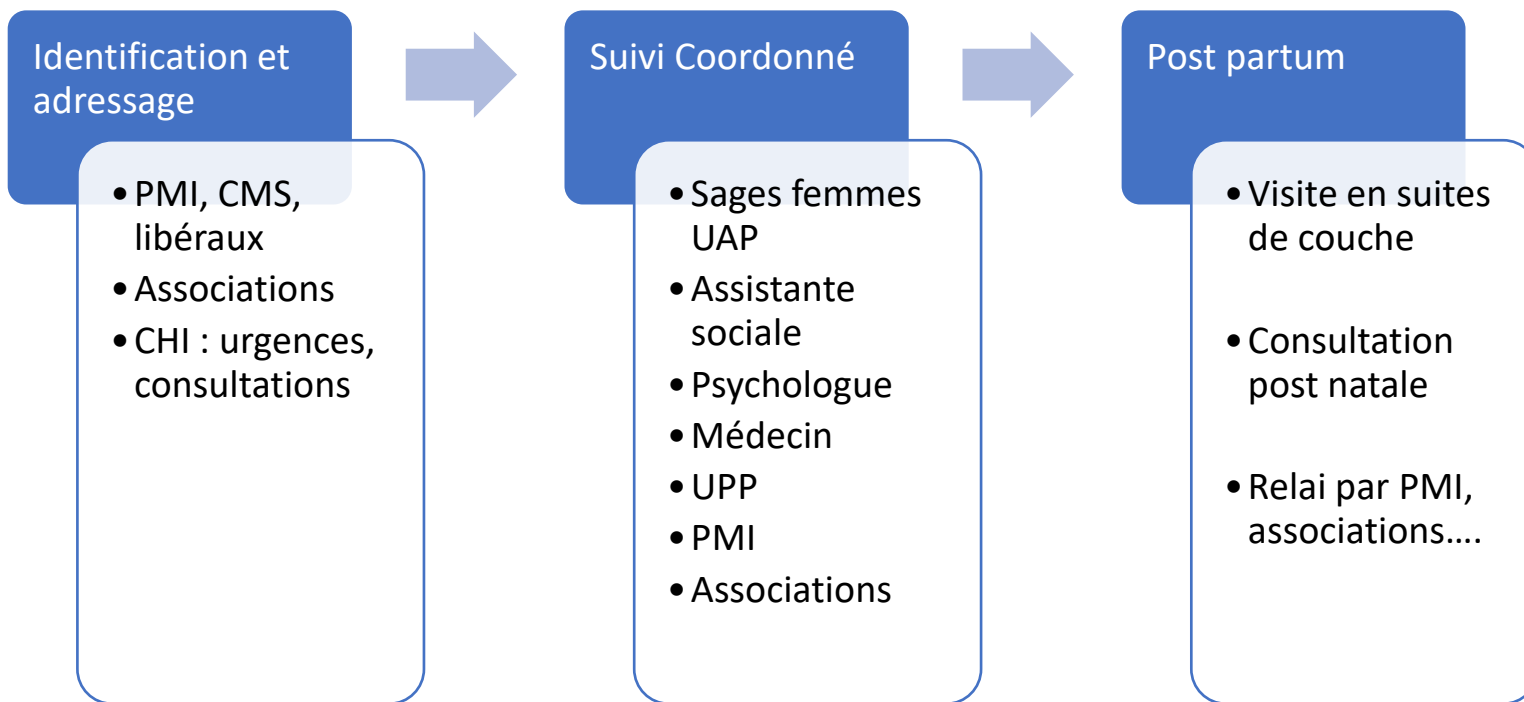 Identification et
adressage
• PMI, CMS,
libéraux
• Associations
• CHI : urgences,
consultations
Suivi Coordonné
• Sages femmes
UAP
• Assistante
sociale
• Psychologue
• Médecin
• UPP
• PMI
• Associations
Post partum
• Visite en suites
de couche
• Consultation
post natale
• Relai par PMI,
associations....